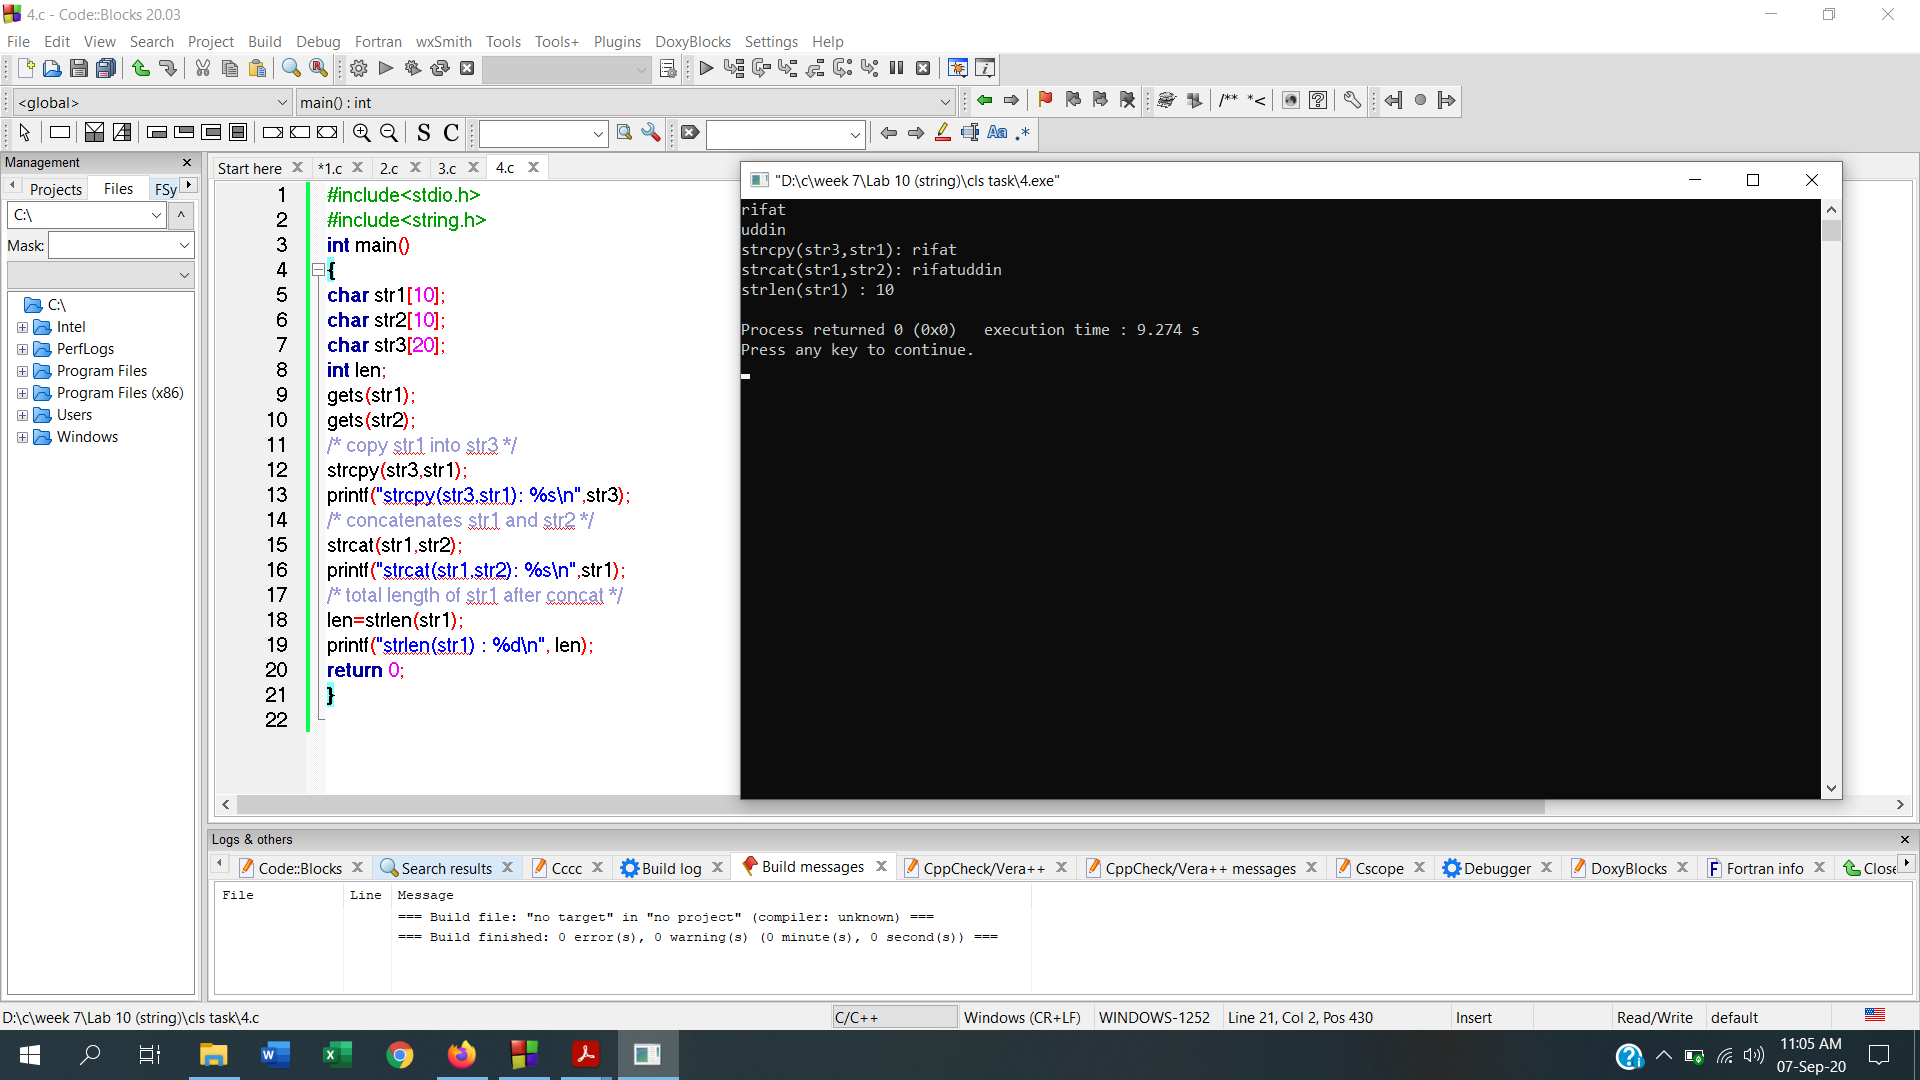 4.c - Code::Blocks 20.03
File Edit View Search Project Build Debug Fortran wxSmith Tools Tools+ Plugins DoxyBlocks Settings Help
<global> main() : int
/** *<
S C Aa .*
Management
Projects Files FSy
C:\
Mask:
C:\
Intel
PerfLogs
Program Files
Program Files (x86)
Users
Windows
Start here *1.c 2.c 3.c 4.c
1 #include<stdio.h>
2 #include<string.h>
3 int main()
4 {
5 char str1[10];
6 char str2[10];
7 char str3[20];
8 int len;
9 gets(str1);
10 gets(str2);
11 /* copy str1 into str3 */
12 strcpy(str3,str1);
13 printf("strcpy(str3,str1): %s\n",str3);
14 /* concatenates str1 and str2 */
15 strcat(str1,str2);
16 printf("strcat(str1,str2): %s\n",str1);
17 /* total length of str1 after concat */
18 len=strlen(str1);
19 printf("strlen(str1) : %d\n", len);
20 return 0;
21 }
22
"D:\c\week 7\Lab 10 (string)\cls task\4.exe"
rifat
uddin
strcpy(str3,str1): rifat
strcat(str1,str2): rifatuddin
strlen(str1) : 10
Process returned 0 (0x0)   execution time : 9.274 s
Press any key to continue.
Logs & others
Code::Blocks Search results Cccc Build log Build messages CppCheck/Vera++ CppCheck/Vera++ messages Cscope Debugger DoxyBlocks Fortran info Close
File Line Message
=== Build file: "no target" in "no project" (compiler: unknown) ===
=== Build finished: 0 error(s), 0 warning(s) (0 minute(s), 0 second(s)) ===
D:\c\week 7\Lab 10 (string)\cls task\4.c C/C++ Windows (CR+LF) WINDOWS-1252 Line 21, Col 2, Pos 430 Insert Read/Write default
11:05 AM
07-Sep-20